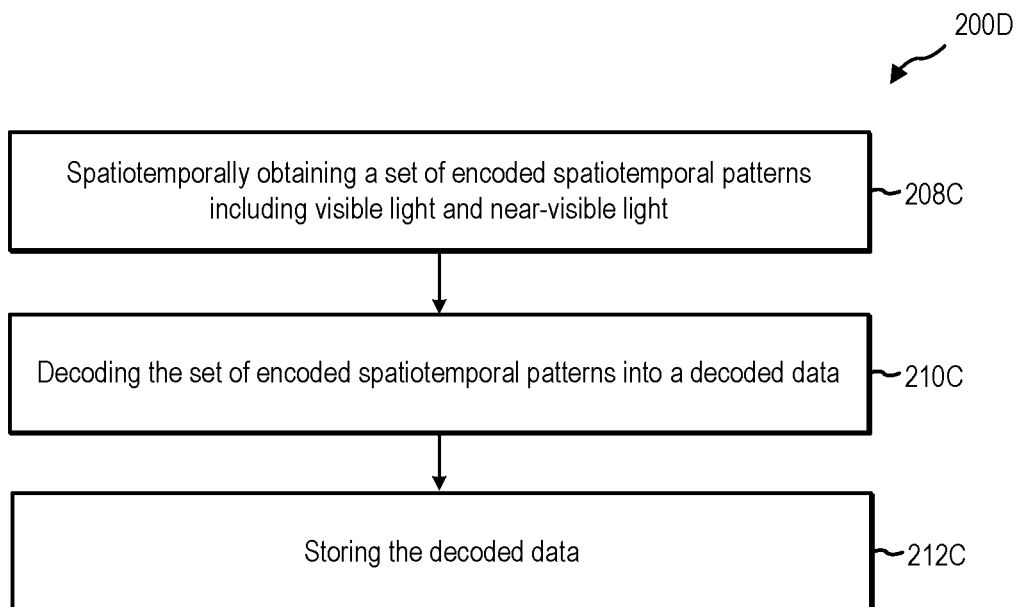 200D
Spatiotemporally obtaining a set of encoded spatiotemporal patterns
including visible light and near-visible light
208C
Decoding the set of encoded spatiotemporal patterns into a decoded data
210C
Storing the decoded data
212C